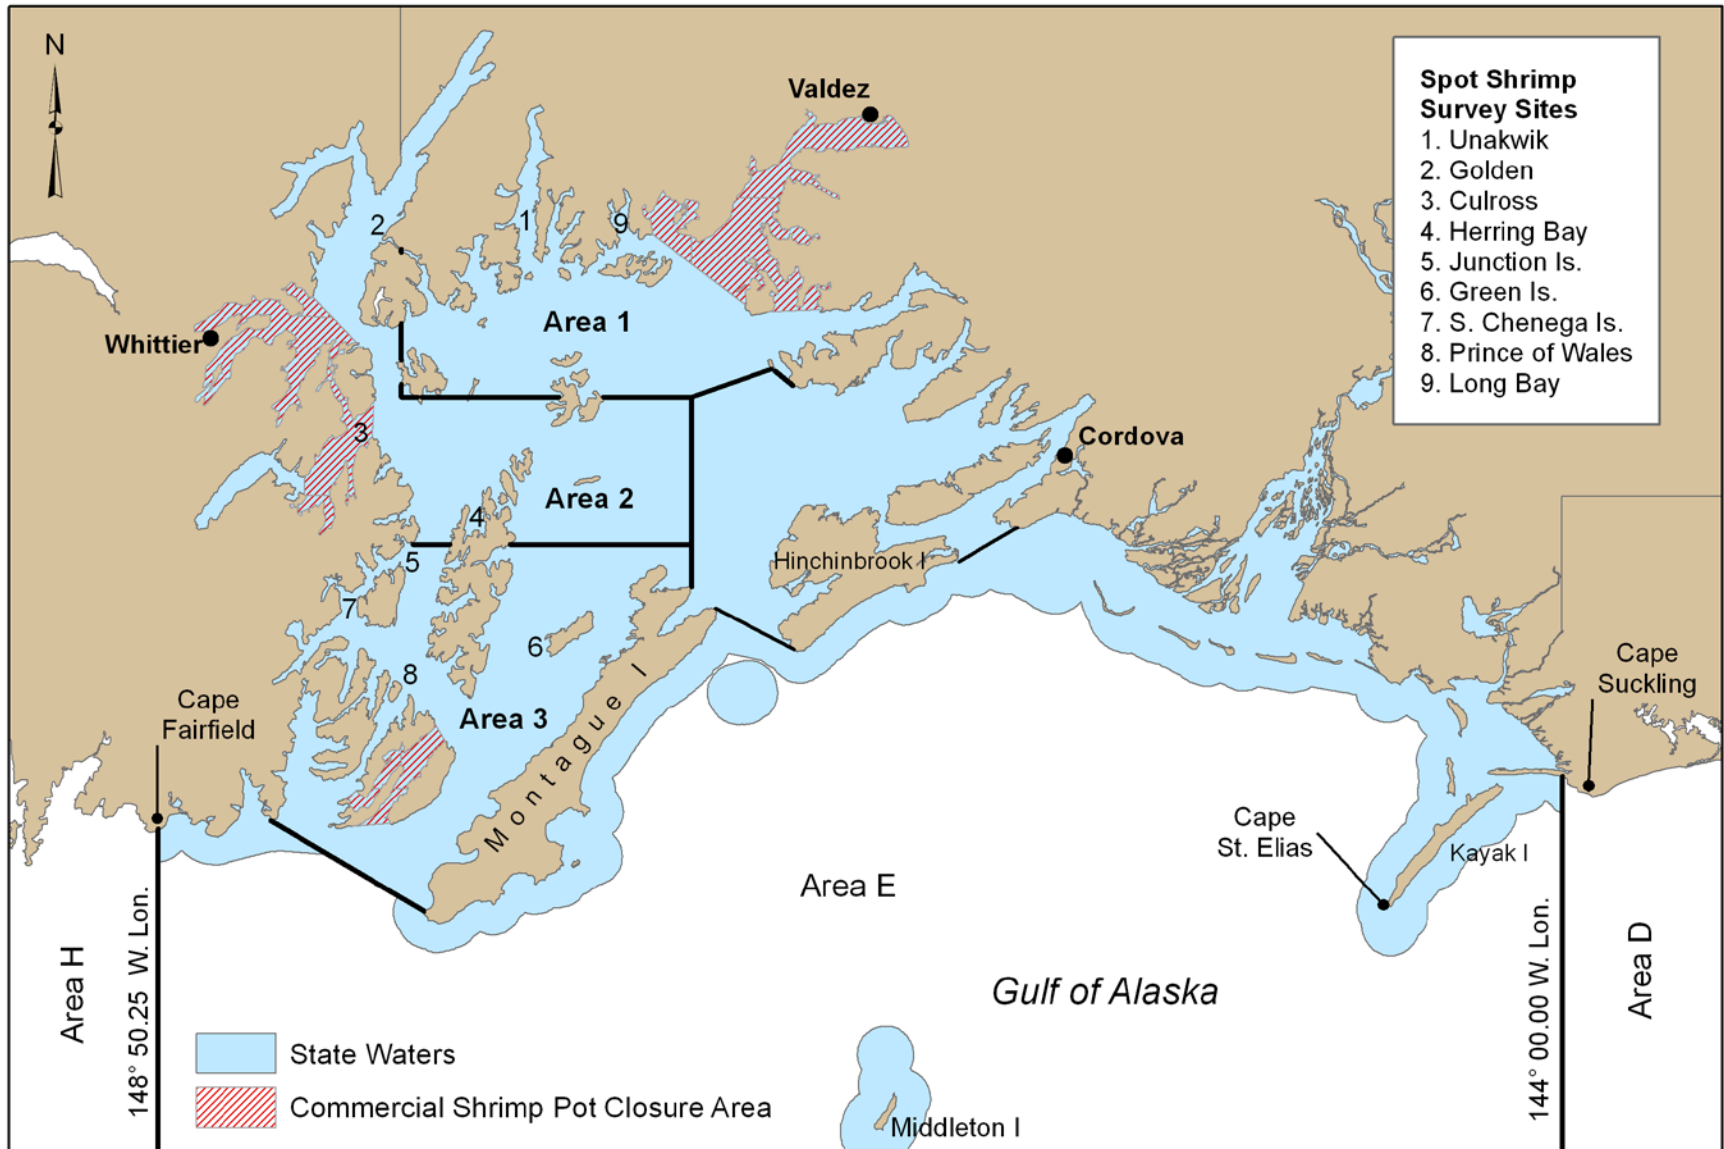 N
Valdez
Spot Shrimp
Survey Sites
1. Unakwik
2. Golden
3. Culross
4. Herring Bay
5. Junction Is.
6. Green Is.
7. S. Chenega Is.
8. Prince of Wales
9. Long Bay
2
1
9
Area 1
Whittier
3
Cordova
Area 2
4
5
Hinchinbrook I
7
6
8
Cape
Fairfield
Area 3
Montague I
Cape
Suckling
Cape
St. Elias
Kayak I
Area E
Area H
148° 50.25 W. Lon.
Gulf of Alaska
144° 00.00 W. Lon.
Area D
State Waters
Commercial Shrimp Pot Closure Area
Middleton I